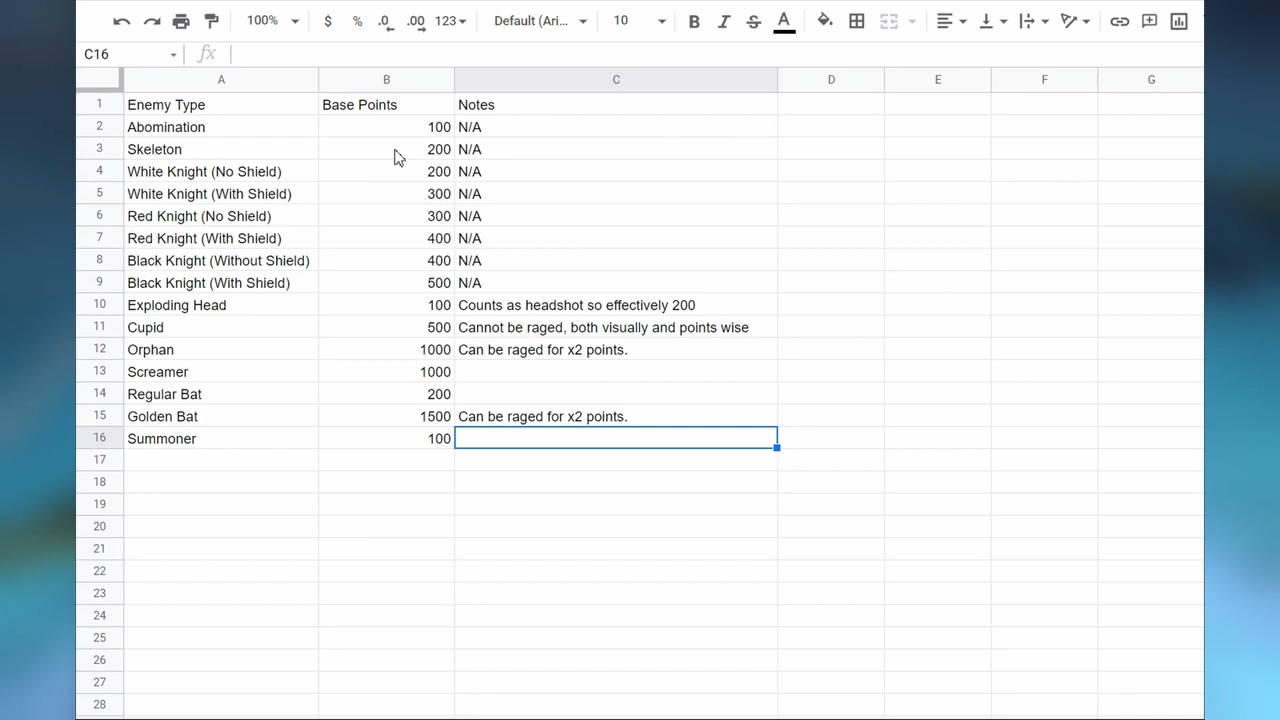 100% $ % .0 .00 123 Default (Ari... 10 B I S A
C16 fx
A B C D E F G
1 Enemy Type Base Points Notes
2 Abomination 100 N/A
3 Skeleton 200 N/A
4 White Knight (No Shield) 200 N/A
5 White Knight (With Shield) 300 N/A
6 Red Knight (No Shield) 300 N/A
7 Red Knight (With Shield) 400 N/A
8 Black Knight (Without Shield) 400 N/A
9 Black Knight (With Shield) 500 N/A
10 Exploding Head 100 Counts as headshot so effectively 200
11 Cupid 500 Cannot be raged, both visually and points wise
12 Orphan 1000 Can be raged for x2 points.
13 Screamer 1000
14 Regular Bat 200
15 Golden Bat 1500 Can be raged for x2 points.
16 Summoner 100
17
18
19
20
21
22
23
24
25
26
27
28